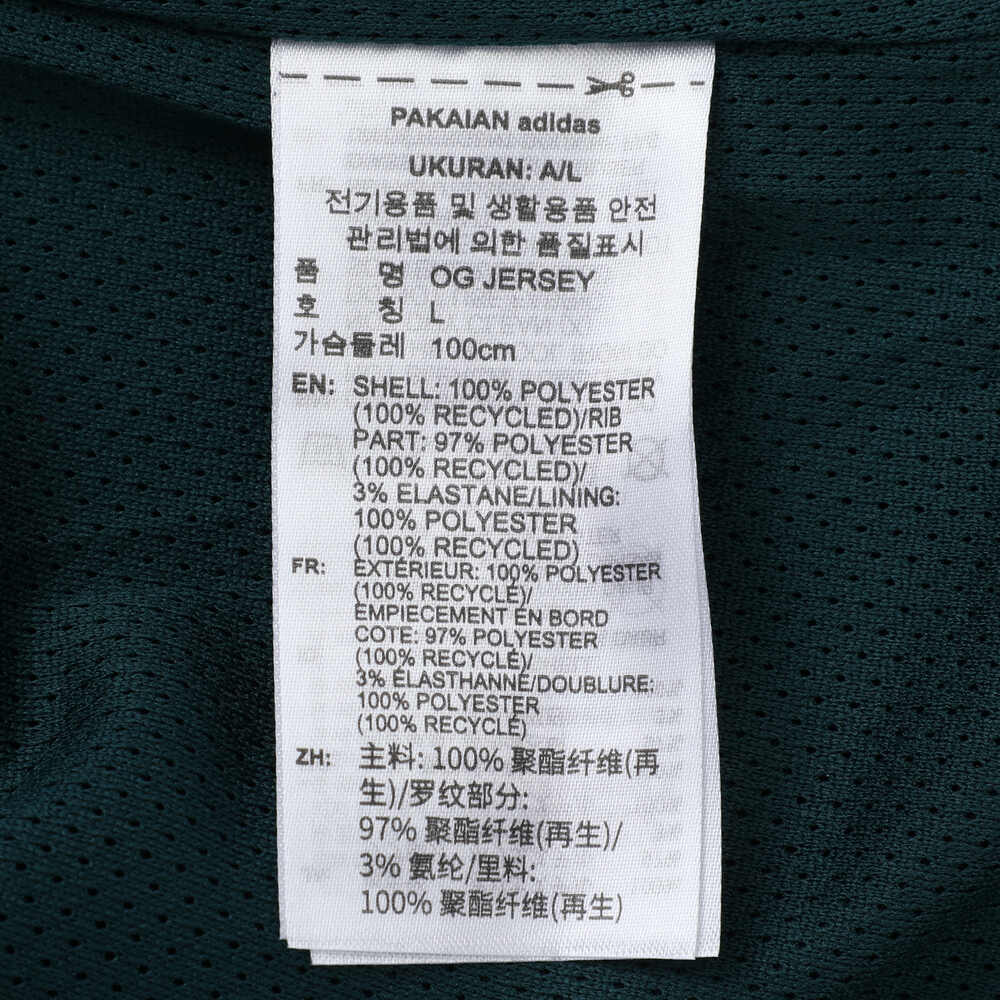 PAKAIAN adidas
UKURAN: A/L
전기용품 및 생활용품 안전
관리법에 의한 품질표시
품 명 OG JERSEY
호 칭 L
가슴둘레 100cm
EN: SHELL: 100% POLYESTER
(100% RECYCLED)/RIB
PART: 97% POLYESTER
(100% RECYCLED)/
3% ELASTANE/LINING:
100% POLYESTER
(100% RECYCLED)
FR: EXTÉRIEUR: 100% POLYESTER
(100% RECYCLÉ)/
EMPIECEMENT EN BORD
COTE: 97% POLYESTER
(100% RECYCLÉ)/
3% ÉLASTHANNE/DOUBLURE:
100% POLYESTER
(100% RECYCLÉ)
ZH: 主料: 100% 聚酯纤维(再
生)/罗纹部分:
97% 聚酯纤维(再生)/
3% 氨纶/里料:
100% 聚酯纤维(再生)